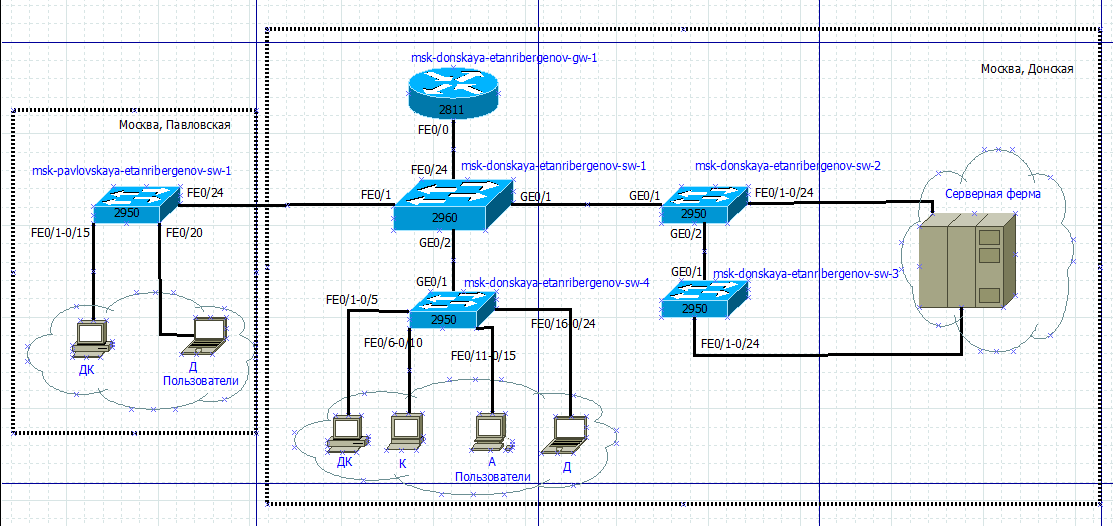 msk-donskaya-etanribergenov-gw-1
Москва, Донская
2811
FE0/0
Москва, Павловская
msk-pavlovskaya-etanribergenov-sw-1
FE0/24
msk-donskaya-etanribergenov-sw-1
msk-donskaya-etanribergenov-sw-2
FE0/24
FE0/1
GE0/1
GE0/1
FE0/1-0/24
Серверная ферма
2950
2960
2950
FE0/1-0/15
FE0/20
GE0/2
GE0/2
GE0/1
msk-donskaya-etanribergenov-sw-3
GE0/1
msk-donskaya-etanribergenov-sw-4
FE0/1-0/5
2950
2950
FE0/16-0/24
FE0/6-0/10
FE0/11-0/15
FE0/1-0/24
ДК
Д
Пользователи
ДК
К
А
Д
Пользователи